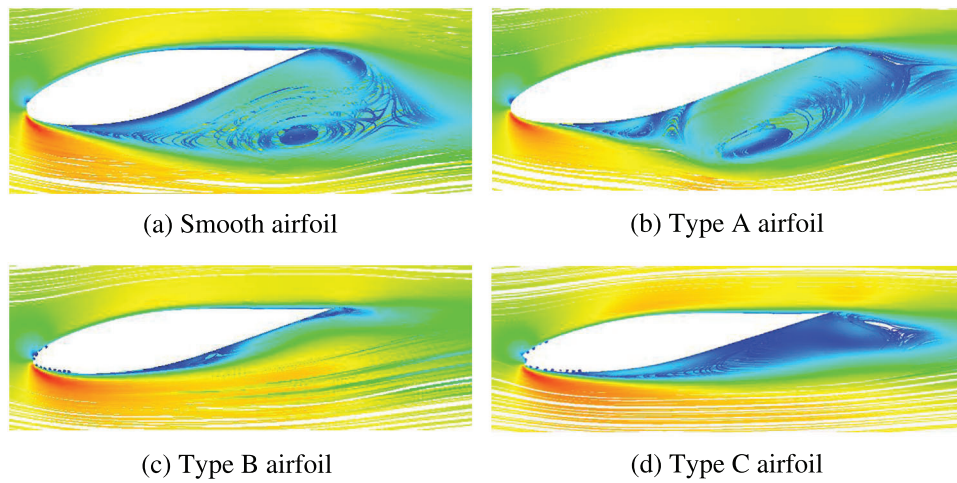 (a) Smooth airfoil
(b) Type A airfoil
(c) Type B airfoil
(d) Type C airfoil